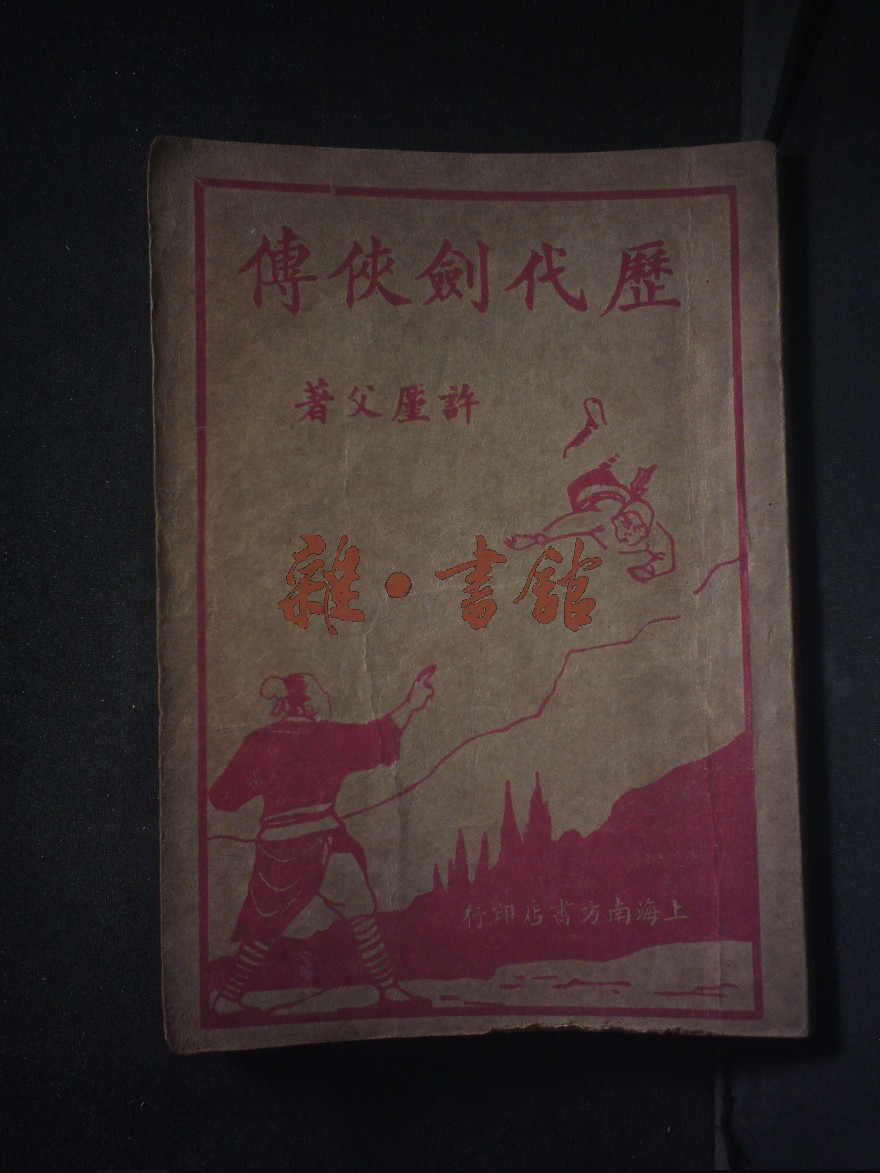 歷代劍俠傳
許廑父著
雜·書館
上海南方書店印行